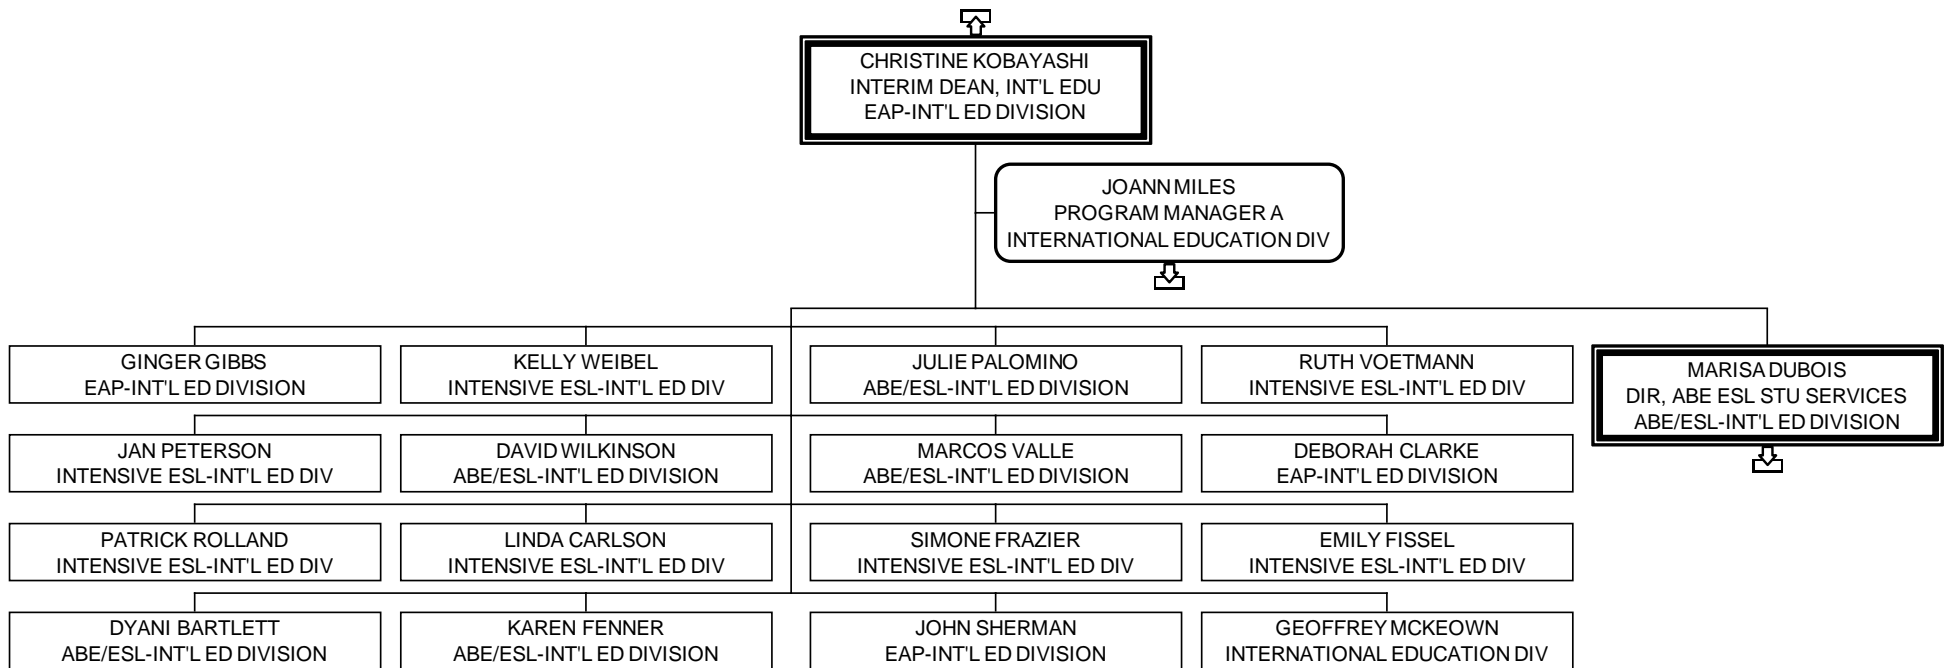 CHRISTINE KOBAYASHI
INTERIM DEAN, INT'L EDU
EAP-INT'L ED DIVISION
JOANN MILES
PROGRAM MANAGER A
INTERNATIONAL EDUCATION DIV
GINGER GIBBS
EAP-INT'L ED DIVISION
KELLY WEIBEL
INTENSIVE ESL-INT'L ED DIV
JULIE PALOMINO
ABE/ESL-INT'L ED DIVISION
RUTH VOETMANN
INTENSIVE ESL-INT'L ED DIV
MARISA DUBOIS
DIR, ABE ESL STU SERVICES
ABE/ESL-INT'L ED DIVISION
JAN PETERSON
INTENSIVE ESL-INT'L ED DIV
DAVID WILKINSON
ABE/ESL-INT'L ED DIVISION
MARCOS VALLE
ABE/ESL-INT'L ED DIVISION
DEBORAH CLARKE
EAP-INT'L ED DIVISION
PATRICK ROLLAND
INTENSIVE ESL-INT'L ED DIV
LINDA CARLSON
INTENSIVE ESL-INT'L ED DIV
SIMONE FRAZIER
INTENSIVE ESL-INT'L ED DIV
EMILY FISSEL
INTENSIVE ESL-INT'L ED DIV
DYANI BARTLETT
ABE/ESL-INT'L ED DIVISION
KAREN FENNER
ABE/ESL-INT'L ED DIVISION
JOHN SHERMAN
EAP-INT'L ED DIVISION
GEOFFREY MCKEOWN
INTERNATIONAL EDUCATION DIV